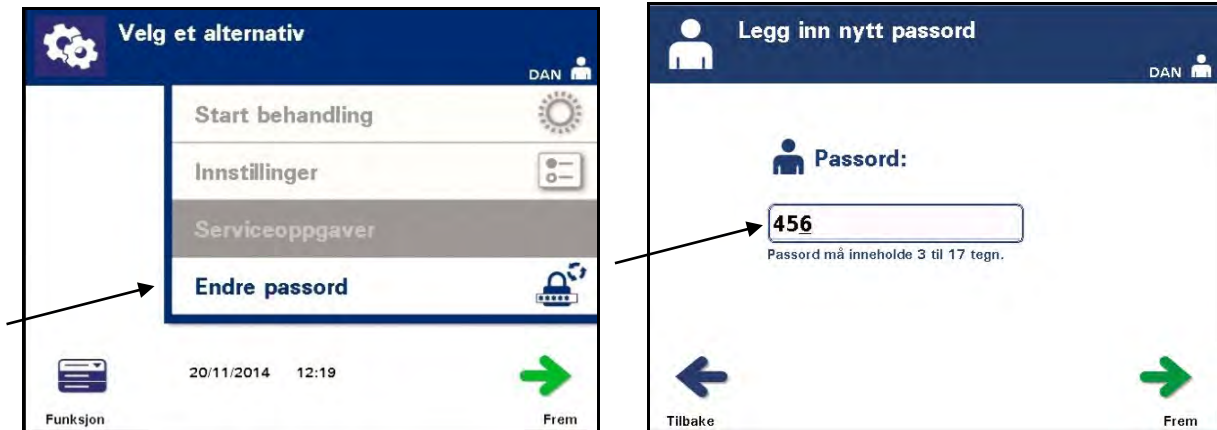 Velg et alternativ
DAN
Start behandling
Innstillinger
Serviceoppgaver
Endre passord
20/11/2014 12:19
Funksjon
Frem
Legg inn nytt passord
DAN
Passord:
456
Passord må inneholde 3 til 17 tegn.
Tilbake
Frem